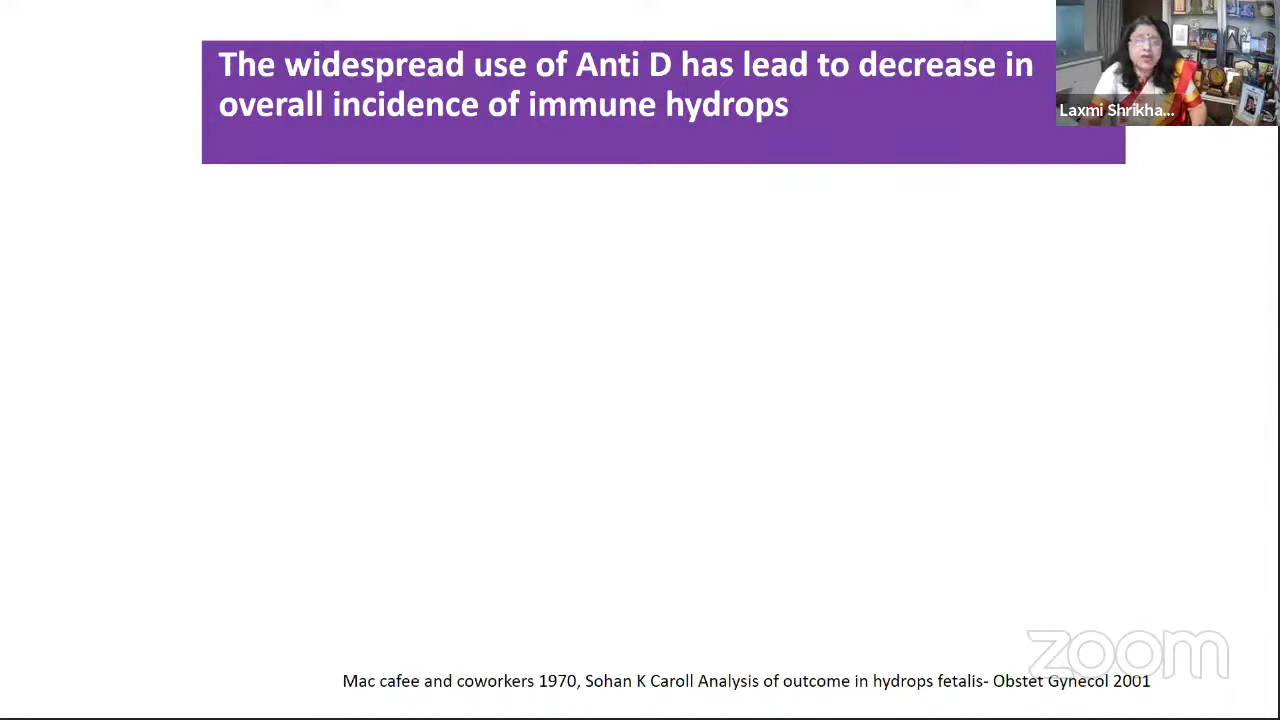 The widespread use of Anti D has lead to decrease in
overall incidence of immune hydrops
Laxmi Shrikha...
zoom
Mac cafee and coworkers 1970, Sohan K Caroll Analysis of outcome in hydrops fetalis- Obstet Gynecol 2001